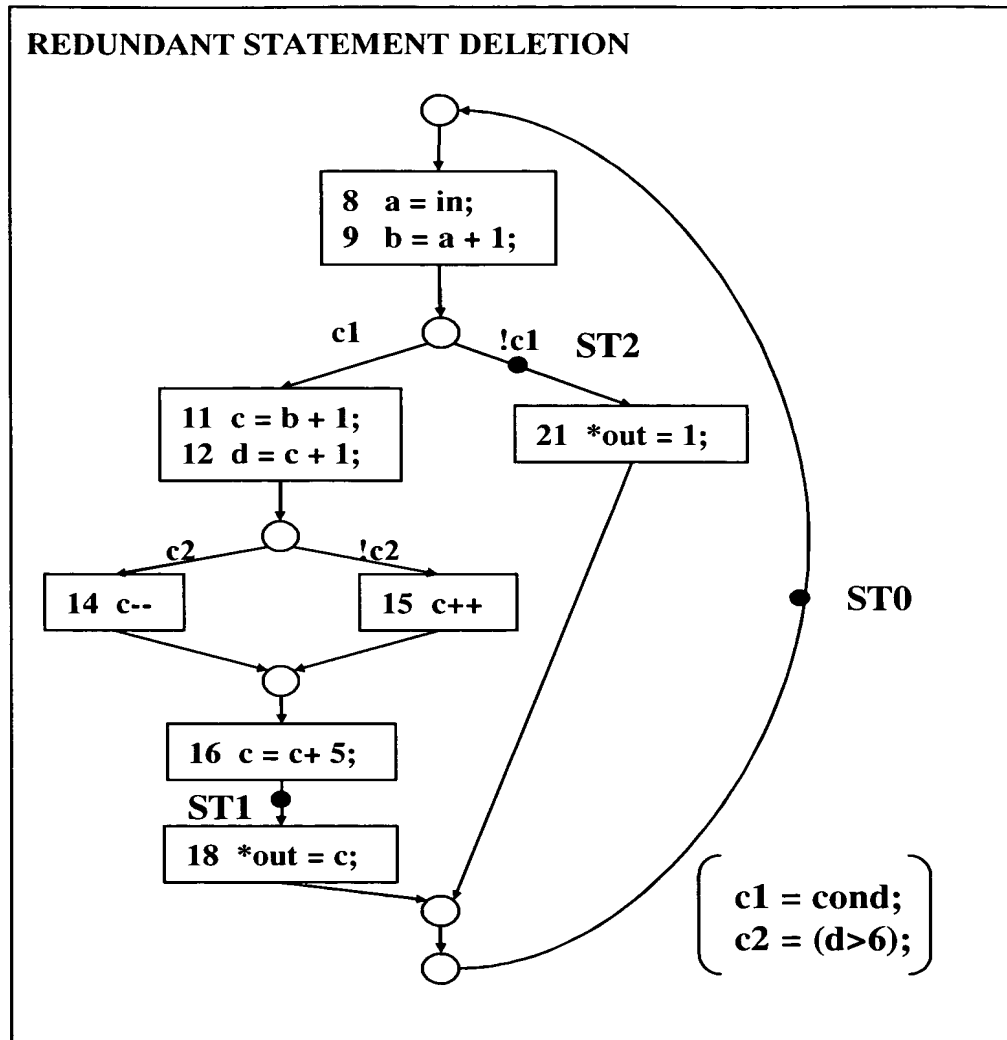 REDUNDANT STATEMENT DELETION
8 a = in;
9 b = a + 1;
c1
!c1
ST2
11 c = b + 1;
12 d = c + 1;
21 *out = 1;
c2
!c2
14 c--
15 c++
ST0
16 c = c+ 5;
ST1
18 *out = c;
c1 = cond;
c2 = (d>6);